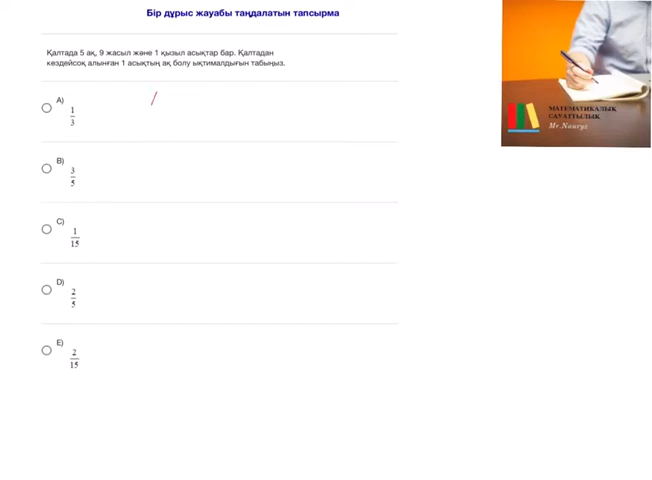 Бір дұрыс жауабы таңдалатын тапсырма
Қалтада 5 ақ, 9 жасыл және 1 қызыл асықтар бар. Қалтадан
кездейсоқ алынған 1 асықтың ақ болу ықтималдығын табыңыз.
A)
1
3
B)
3
5
C)
1
15
D)
2
5
E)
2
15
МАТЕМАТИКАЛЫҚ
САУАТТЫЛЫҚ
Mr.Nauryz